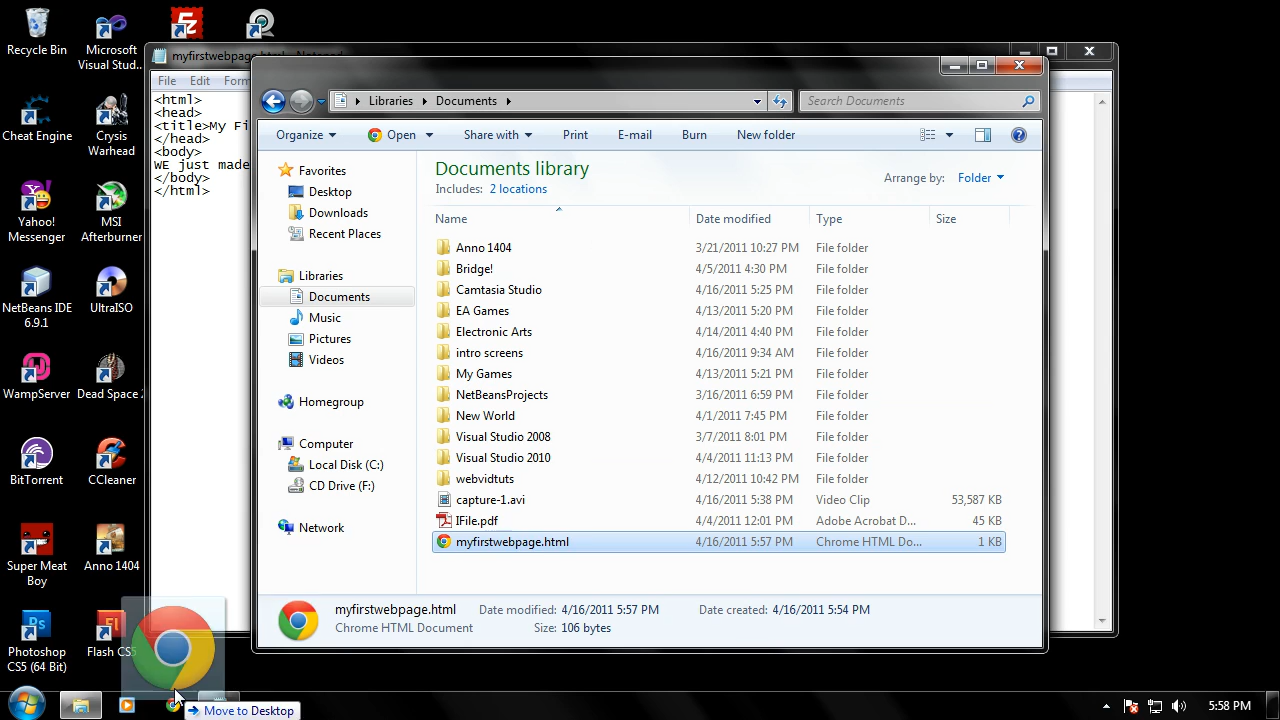 Recycle Bin
Microsoft
Visual Stud...
Cheat Engine
Crysis
Warhead
Yahoo!
Messenger
MSI
Afterburner
NetBeans IDE
6.9.1
UltraISO
WampServer
Dead Space 2
BitTorrent
CCleaner
Super Meat
Boy
Anno 1404
Photoshop
CS5 (64 Bit)
Flash CS5
myfirstwebpage.html - Notepad
File Edit Form
<html>
<head>
<title>My Fi
</head>
<body>
WE just made
</body>
</html>
Libraries Documents
Search Documents
Organize Open Share with Print E-mail Burn New folder
Favorites
Desktop
Downloads
Recent Places
Libraries
Documents
Music
Pictures
Videos
Homegroup
Computer
Local Disk (C:)
CD Drive (F:)
Network
Documents library
Includes: 2 locations
Arrange by: Folder
Name Date modified Type Size
Anno 1404 3/21/2011 10:27 PM File folder
Bridge! 4/5/2011 4:30 PM File folder
Camtasia Studio 4/16/2011 5:25 PM File folder
EA Games 4/13/2011 5:20 PM File folder
Electronic Arts 4/14/2011 4:40 PM File folder
intro screens 4/16/2011 9:34 AM File folder
My Games 4/13/2011 5:21 PM File folder
NetBeansProjects 3/16/2011 6:59 PM File folder
New World 4/1/2011 7:45 PM File folder
Visual Studio 2008 3/7/2011 8:01 PM File folder
Visual Studio 2010 4/4/2011 11:13 PM File folder
webvidtuts 4/12/2011 10:42 PM File folder
capture-1.avi 4/16/2011 5:38 PM Video Clip 53,587 KB
IFile.pdf 4/4/2011 12:01 PM Adobe Acrobat D... 45 KB
myfirstwebpage.html 4/16/2011 5:57 PM Chrome HTML Do... 1 KB
myfirstwebpage.html Date modified: 4/16/2011 5:57 PM Date created: 4/16/2011 5:54 PM
Chrome HTML Document Size: 106 bytes
Move to Desktop
5:58 PM